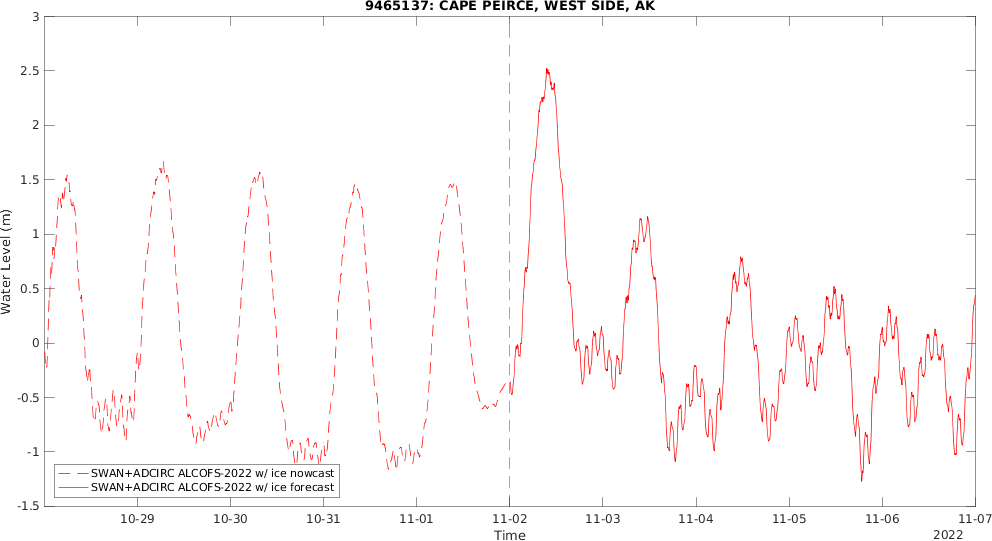 9465137: CAPE PEIRCE, WEST SIDE, AK
3
2.5
2
1.5
1
0.5
0
-0.5
-1
-1.5
Water Level (m)
SWAN+ADCIRC ALCOFS-2022 w/ ice nowcast
SWAN+ADCIRC ALCOFS-2022 w/ ice forecast
10-29 10-30 10-31 11-01 11-02 11-03 11-04 11-05 11-06 11-07
Time
2022